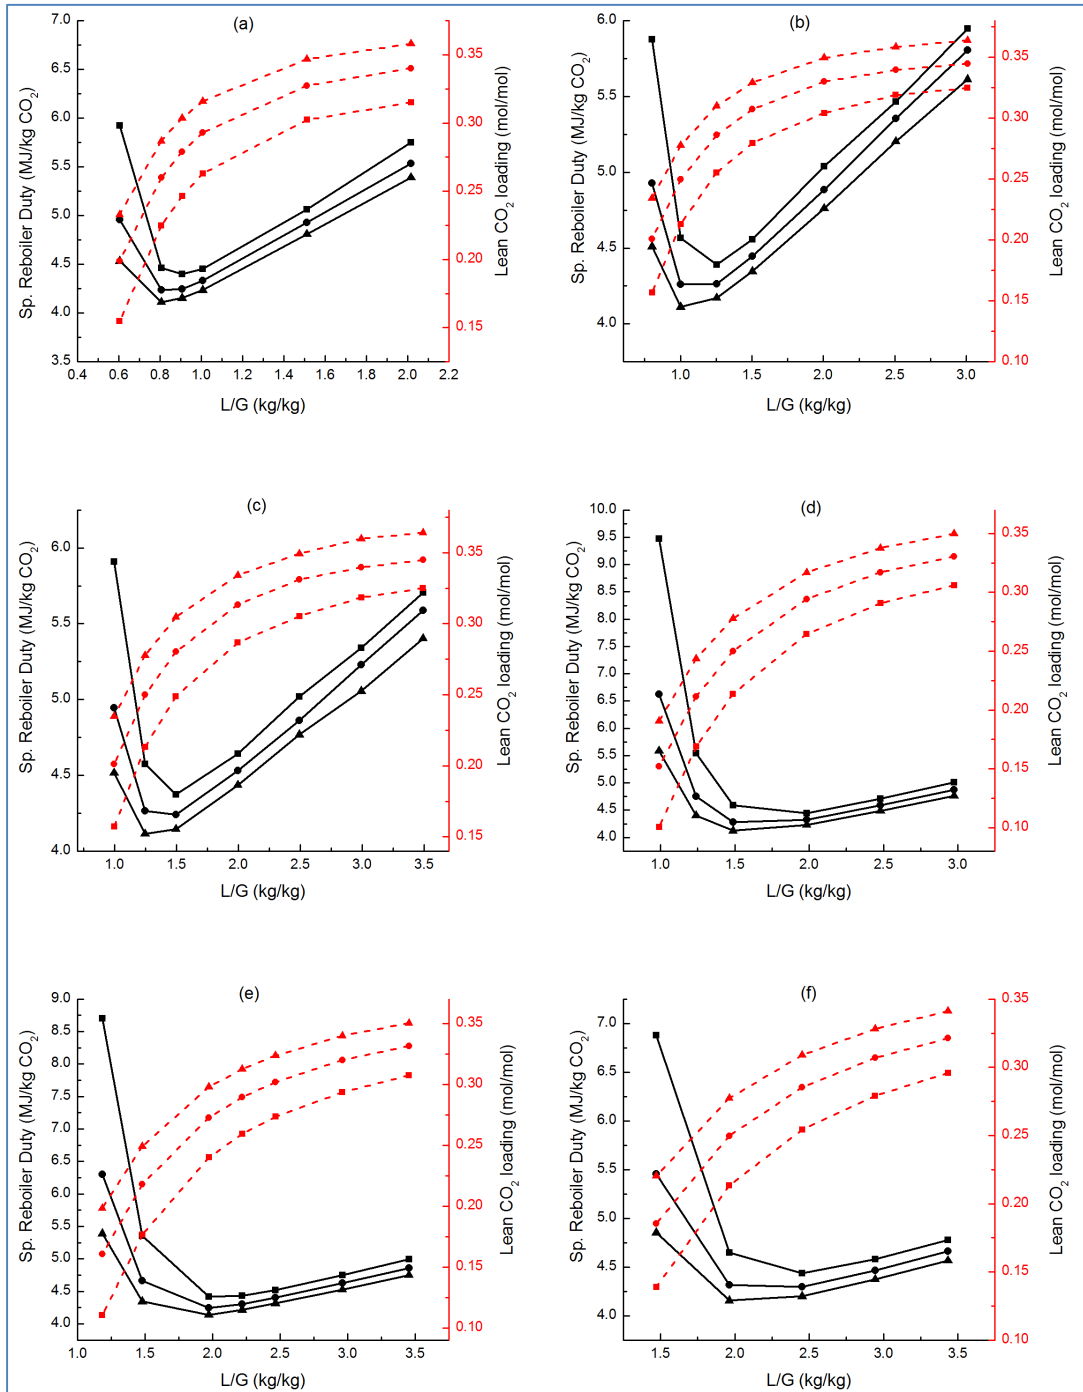 (a)
Sp. Reboiler Duty (MJ/kg CO2)
7.0
6.5
6.0
5.5
5.0
4.5
4.0
3.5
0.4 0.6 0.8 1.0 1.2 1.4 1.6 1.8 2.0 2.2
L/G (kg/kg)
0.35
0.30
0.25
0.20
0.15
Lean CO2 loading (mol/mol)
(b)
Sp. Reboiler Duty (MJ/kg CO2)
6.0
5.5
5.0
4.5
4.0
1.0 1.5 2.0 2.5 3.0
L/G (kg/kg)
0.35
0.30
0.25
0.20
0.15
0.10
Lean CO2 loading (mol/mol)
(c)
Sp. Reboiler Duty (MJ/kg CO2)
6.0
5.5
5.0
4.5
4.0
1.0 1.5 2.0 2.5 3.0 3.5
L/G (kg/kg)
0.35
0.30
0.25
0.20
0.15
Lean CO2 loading (mol/mol)
(d)
Sp. Reboiler Duty (MJ/kg CO2)
10.0
9.5
9.0
8.5
8.0
7.5
7.0
6.5
6.0
5.5
5.0
4.5
4.0
1.0 1.5 2.0 2.5 3.0
L/G (kg/kg)
0.35
0.30
0.25
0.20
0.15
0.10
Lean CO2 loading (mol/mol)
(e)
Sp. Reboiler Duty (MJ/kg CO2)
9.0
8.5
8.0
7.5
7.0
6.5
6.0
5.5
5.0
4.5
4.0
1.0 1.5 2.0 2.5 3.0 3.5
L/G (kg/kg)
0.35
0.30
0.25
0.20
0.15
0.10
Lean CO2 loading (mol/mol)
(f)
Sp. Reboiler Duty (MJ/kg CO2)
7.0
6.5
6.0
5.5
5.0
4.5
4.0
1.5 2.0 2.5 3.0 3.5
L/G (kg/kg)
0.35
0.30
0.25
0.20
0.15
0.10
Lean CO2 loading (mol/mol)